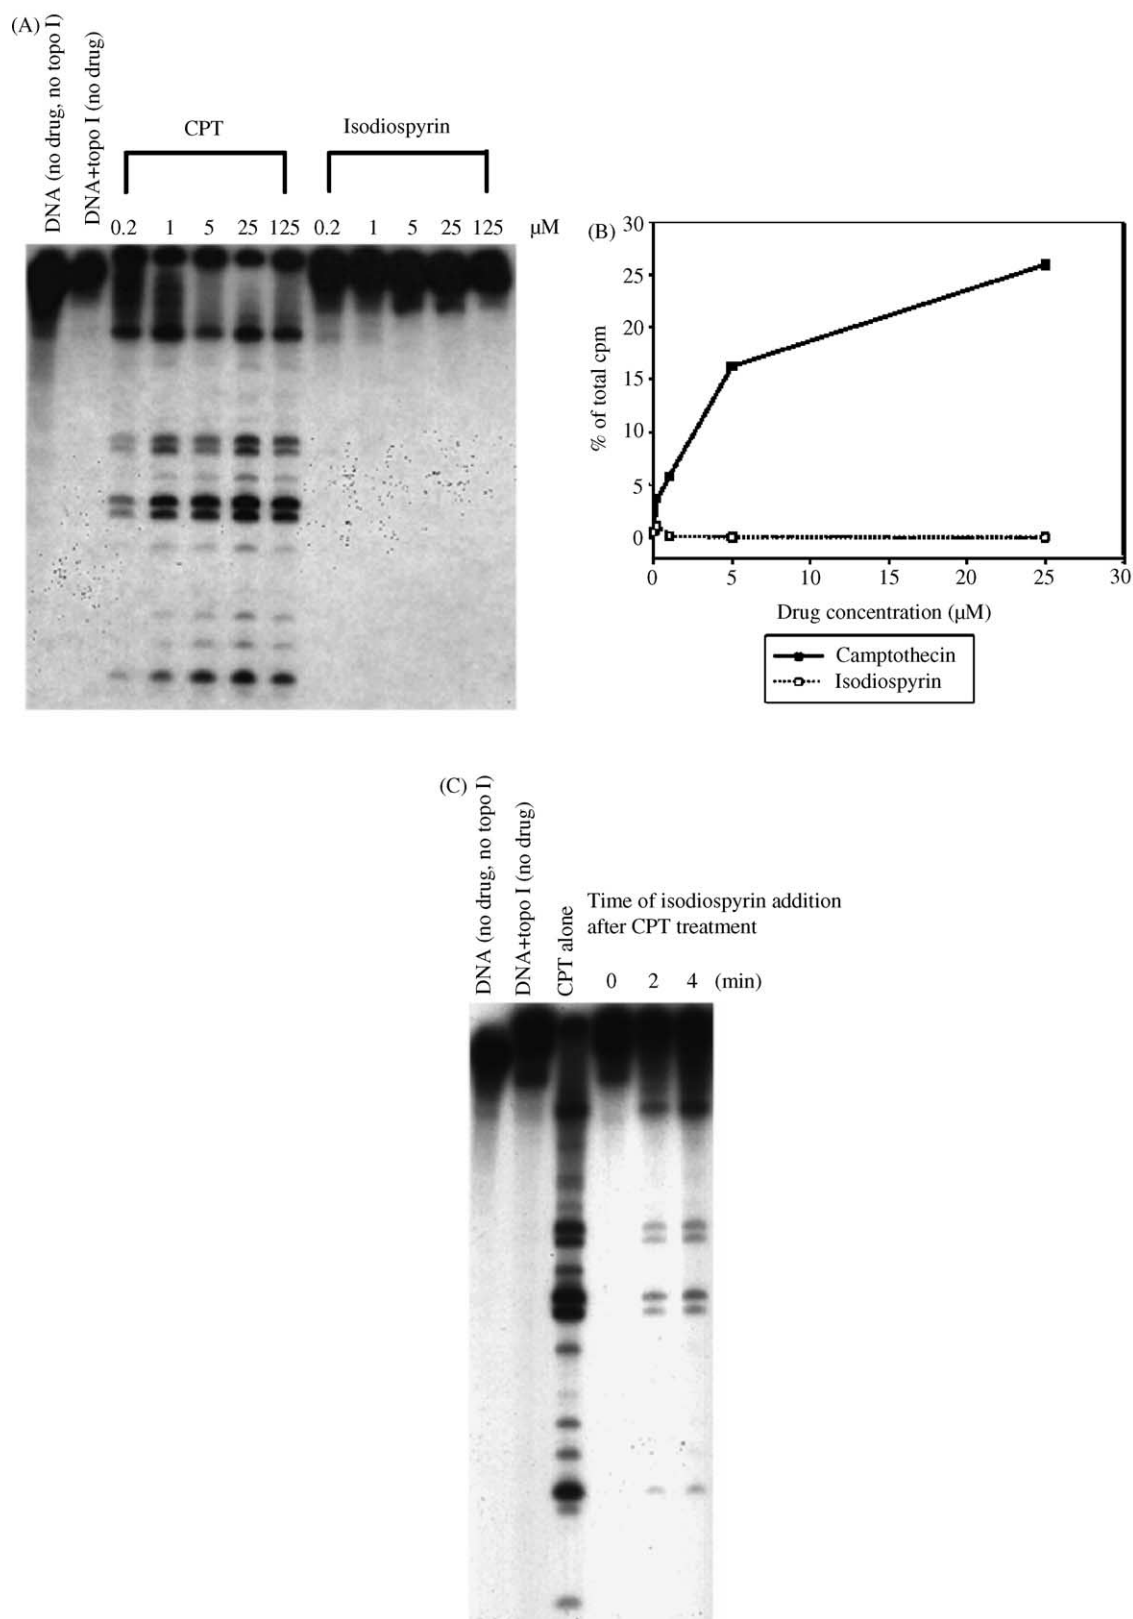 (A)
DNA (no drug, no topo I)
DNA+topo I (no drug)
CPT
Isodiospyrin
0.2 1 5 25 125 0.2 1 5 25 125 μM
(B)
30
25
20
15
10
5
0
% of total cpm
0 5 10 15 20 25 30
Drug concentration (μM)
Camptothecin
Isodiospyrin
(C)
DNA (no drug, no topo I)
DNA+topo I (no drug)
CPT alone
Time of isodiospyrin addition
after CPT treatment
0 2 4 (min)